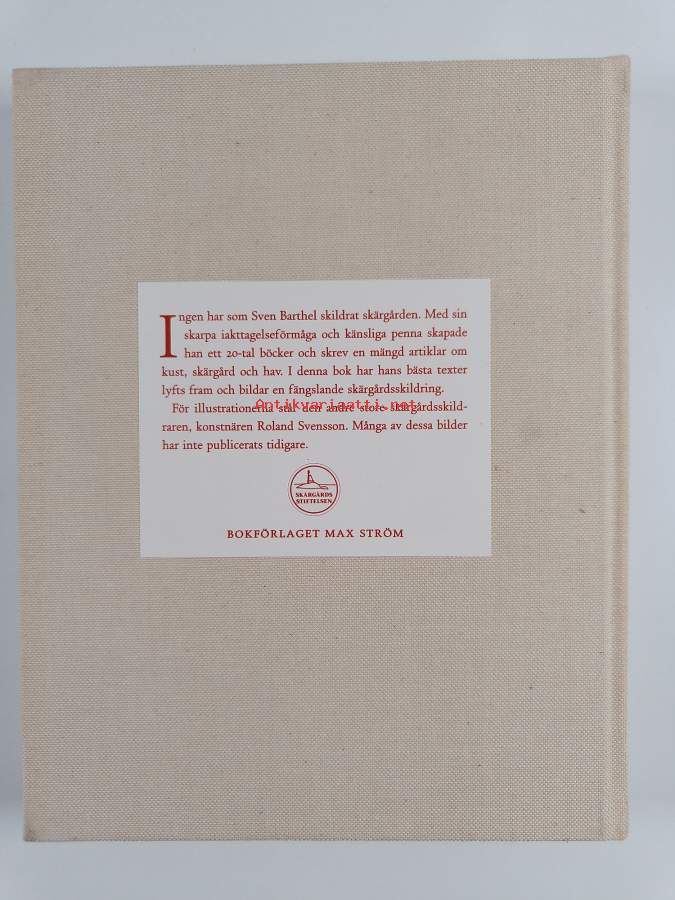 Ingen har som Sven Barthel skildrat skärgården. Med sin
skarpa iakttagelseförmåga och känsliga penna skapade
han ett 20-tal böcker och skrev en mängd artiklar om
kust, skärgård och hav. I denna bok har hans bästa texter
lyfts fram och bildar en fängslande skärgårdsskildring.
Antikvariaatti.net
För illustrationerna står den andre store skärgårdsskild-
raren, konstnären Roland Svensson. Många av dessa bilder
har inte publicerats tidigare.
SKÄRGÅRDS
STIFTELSEN
BOKFÖRLAGET MAX STRÖM